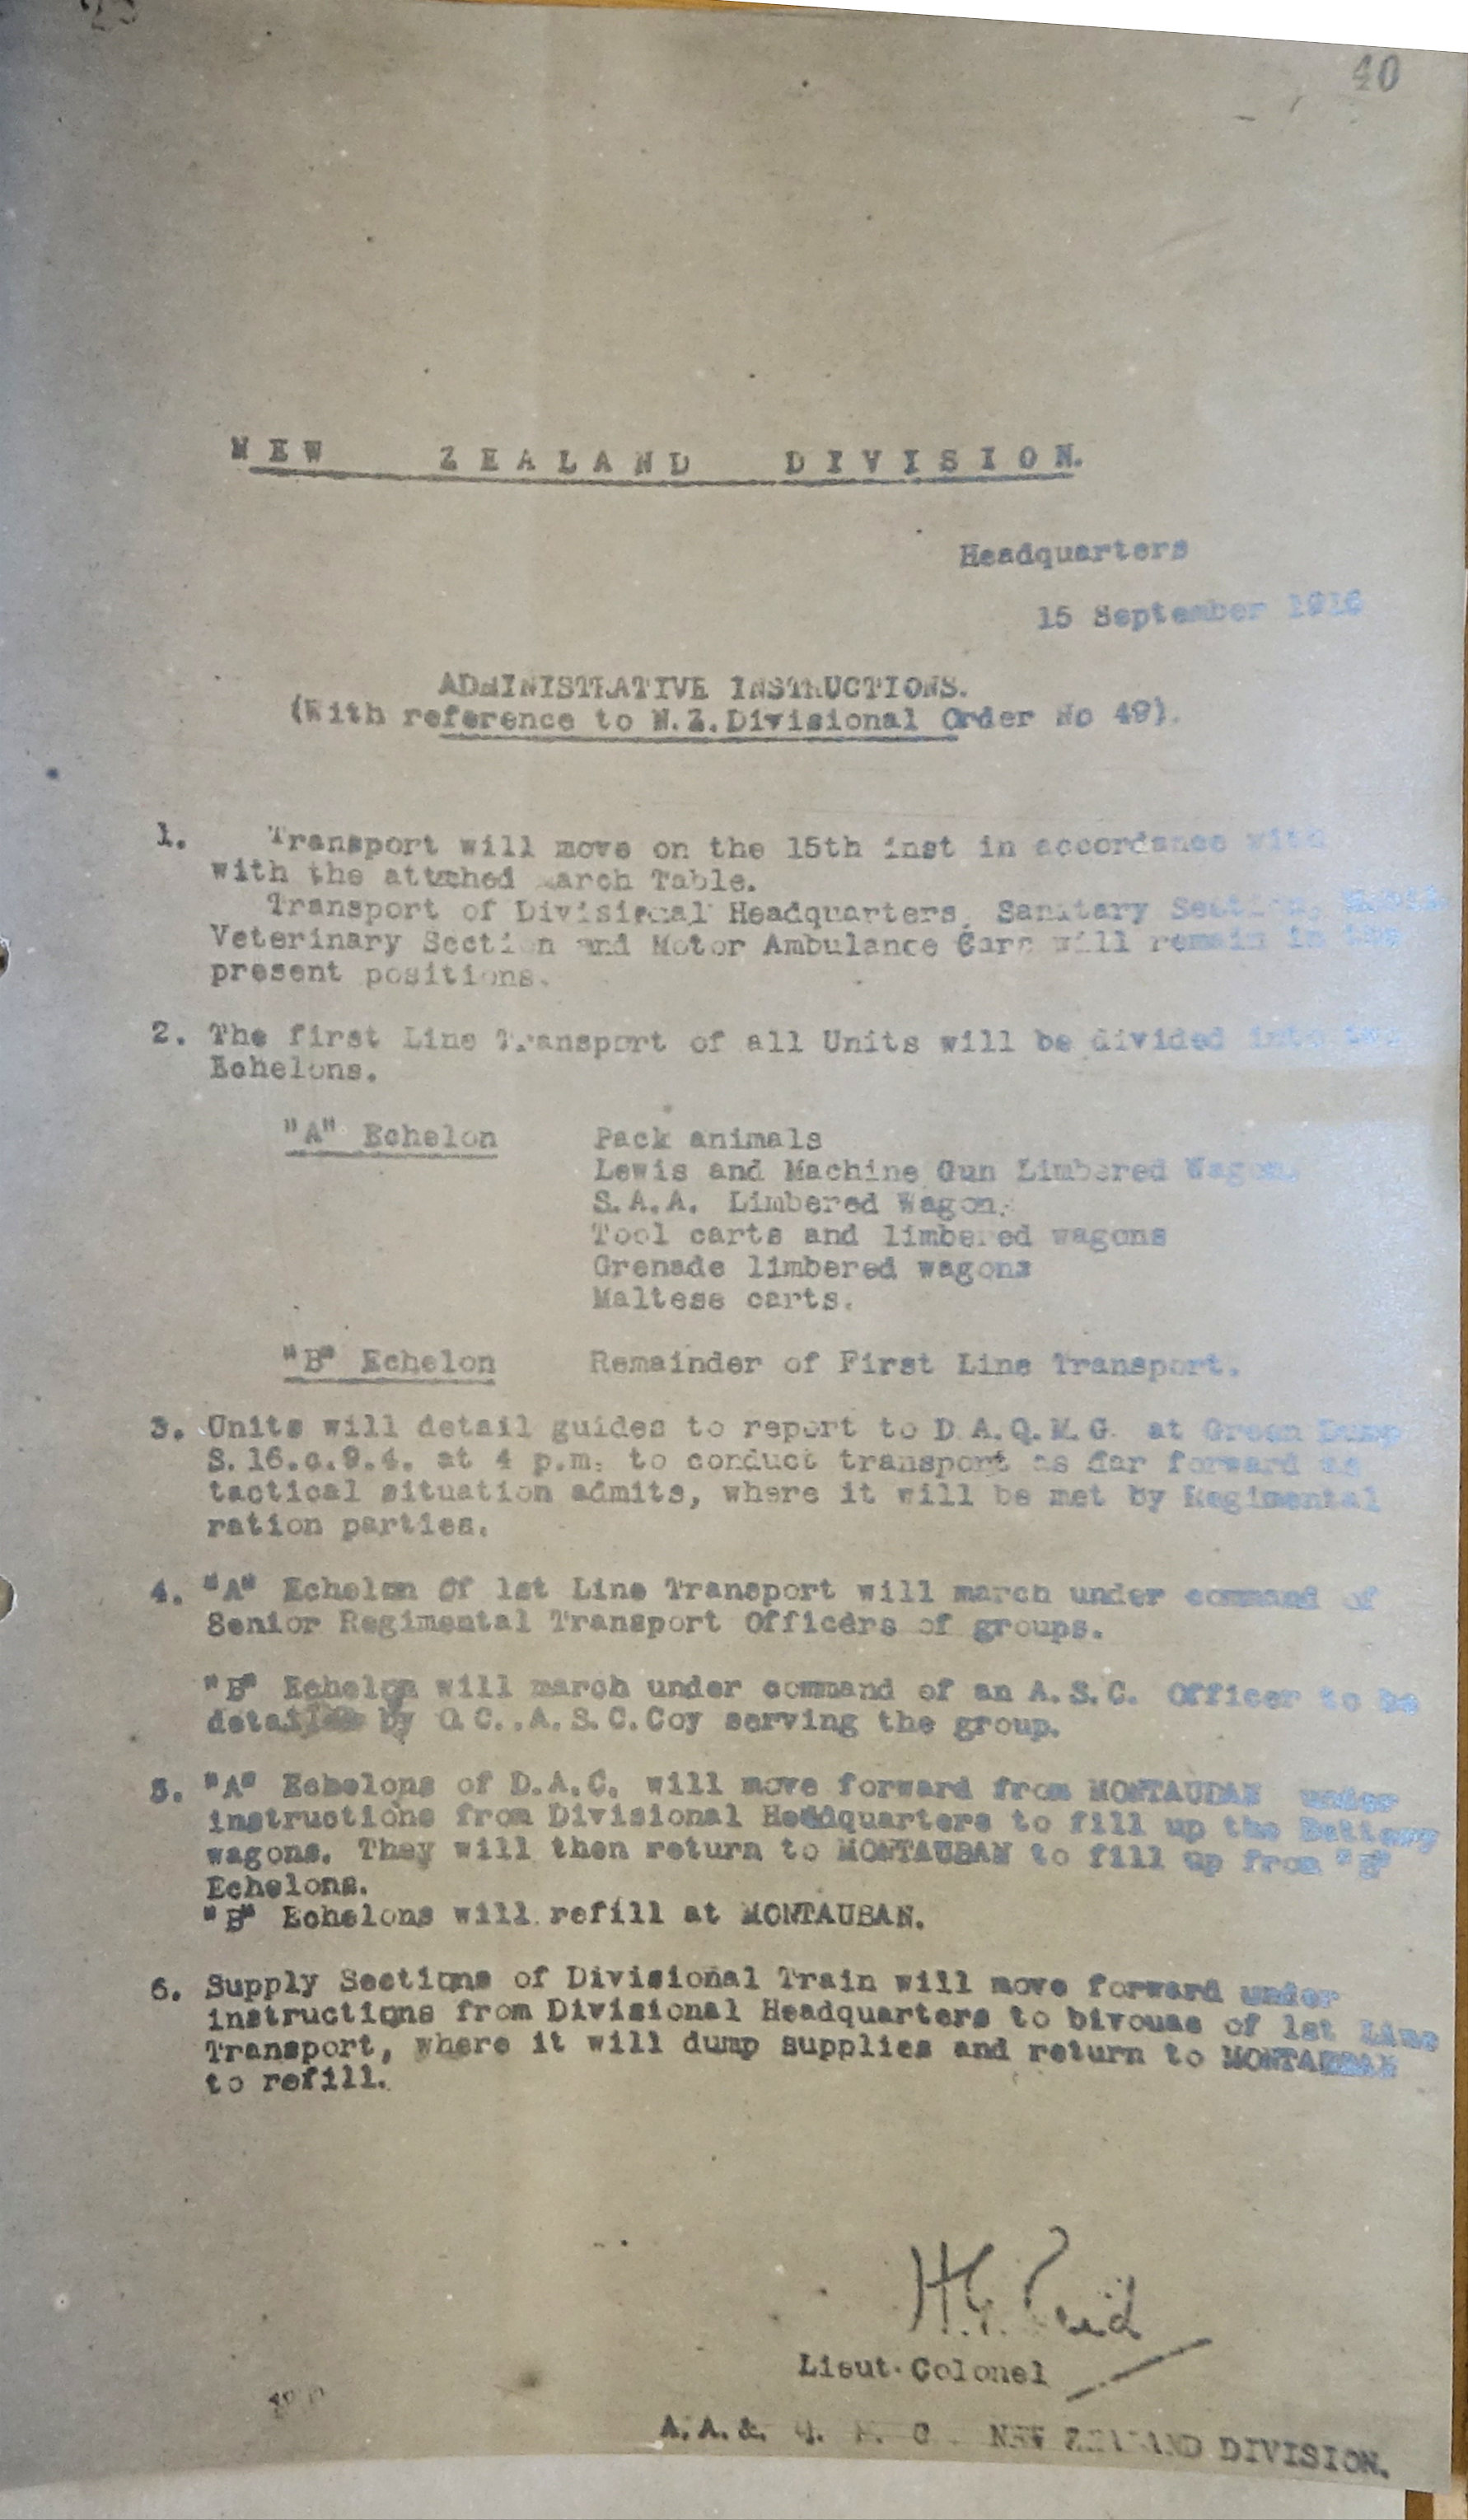 40
NEW ZEALAND DIVISION.
Headquarters
15 September 1916
ADMINISTRATIVE INSTRUCTIONS.
(With reference to N.Z.Divisional Order No 49).
1. Transport will move on the 15th inst in accordance with
with the attached March Table.
Transport of Divisional Headquarters, Sanitary Section,
Veterinary Section and Motor Ambulance Cars will remain in
present positions.
2. The first Line Transport of all Units will be divided into two
Echelons.
"A" Echelon Pack animals
Lewis and Machine Gun Limbered Wagon.
S.A.A. Limbered Wagon.
Tool carts and limbered wagons
Grenade limbered wagons
Maltese carts.
"B" Echelon Remainder of First Line Transport.
3. Units will detail guides to report to D.A.Q.M.G. at Green Dump
S.16.c.9.4. at 4 p.m. to conduct transport as far forward as
tactical situation admits, where it will be met by Regimental
ration parties.
4. "A" Echelon Of 1st Line Transport will march under command of
Senior Regimental Transport Officers of groups.
"B" Echelon will march under command of an A.S.C. Officer to be
detailed by O.C.,A.S.C.Coy serving the group.
5. "A" Echelons of D.A.C. will move forward from MONTAUBAN under
instructions from Divisional Headquarters to fill up the Battery
wagons. They will then return to MONTAUBAN to fill up from "B"
Echelons.
"B" Echelons will refill at MONTAUBAN.
6. Supply Sections of Divisional Train will move forward under
instructions from Divisional Headquarters to bivouac of 1st Line
Transport, where it will dump supplies and return to MONTAUBAN
to refill.
Lieut-Colonel
A.A.& Q. M. G. NEW ZEALAND DIVISION.